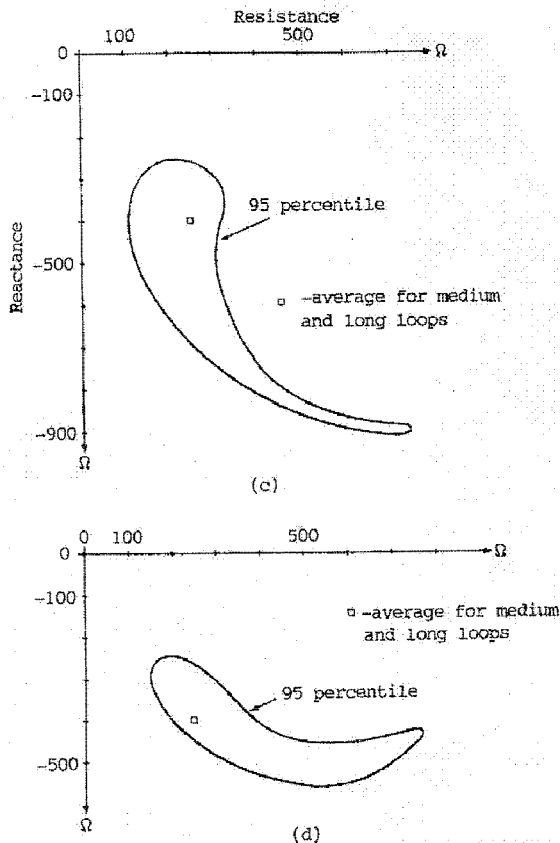 Resistance
100 500 Ω
0
-100
95 percentile
-500
Reactance
-average for medium
and long loops
-900
Ω
(c)
0 100 500 Ω
0
-100
-average for medium
and long loops
95 percentile
-500
Ω
(d)